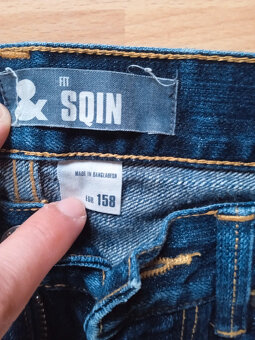 FIT
& SQIN
MADE IN BANGLADESH
EUR. 158